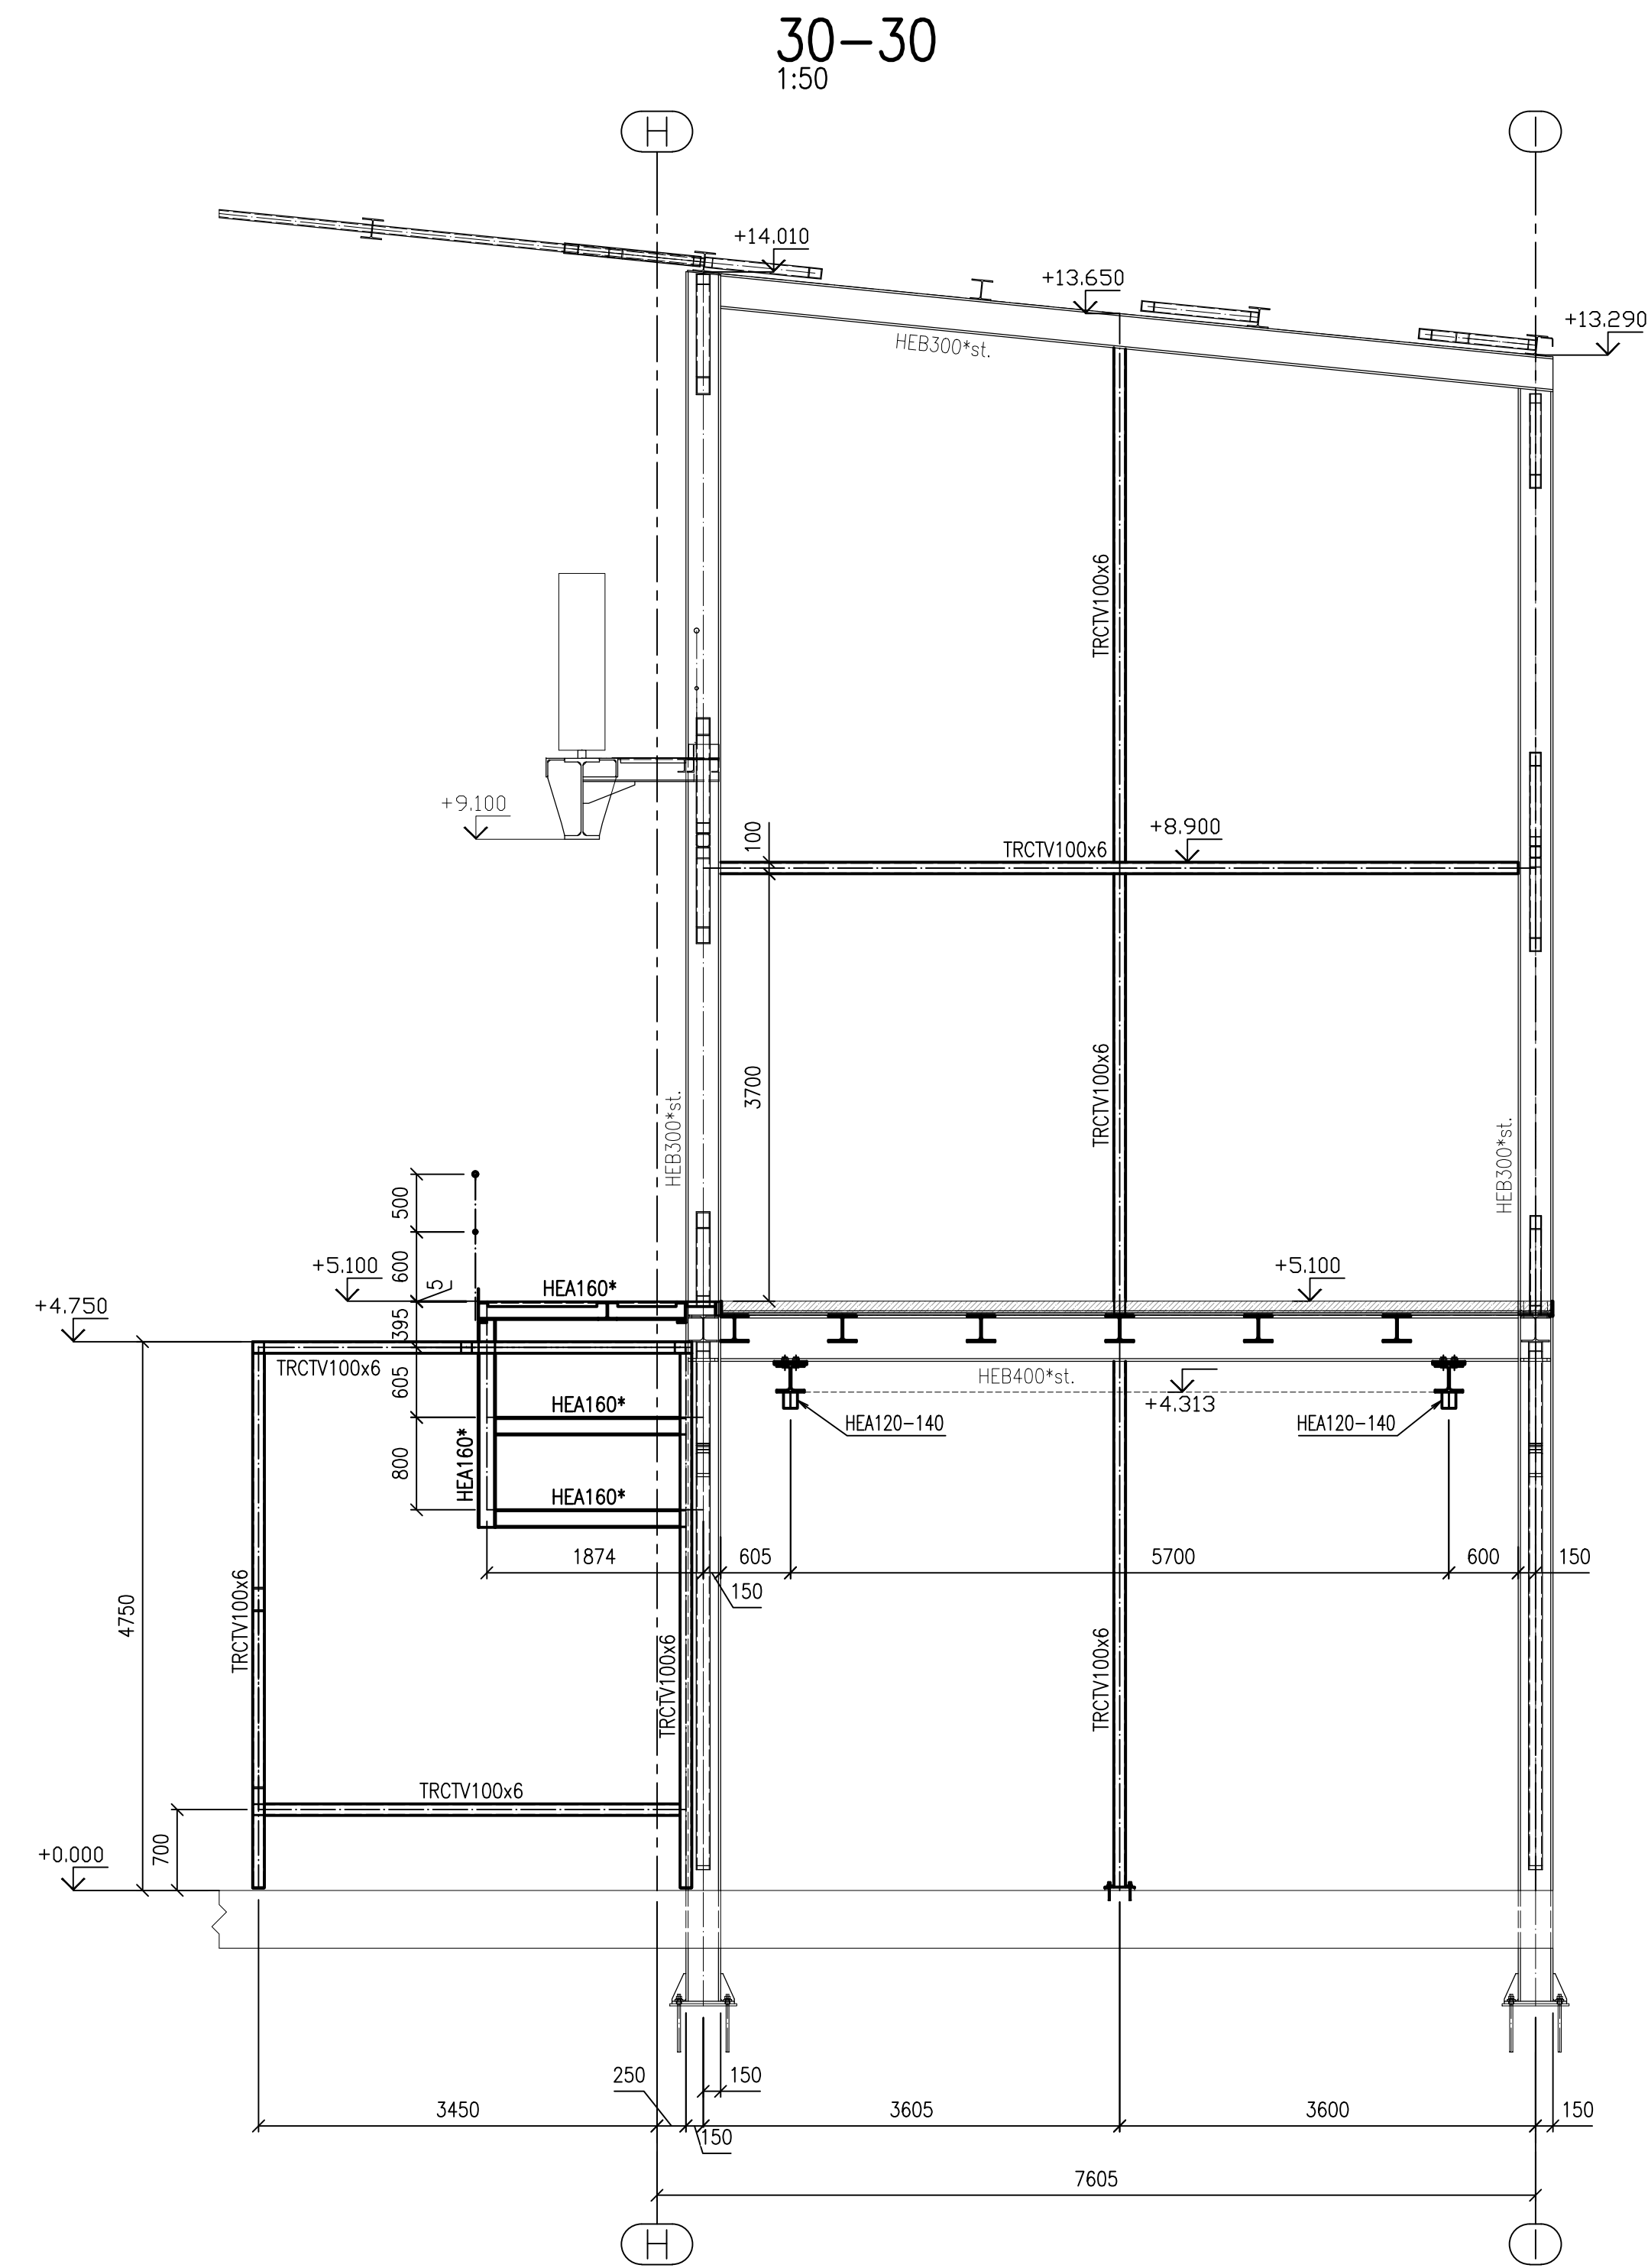 30-30
1:50
H
I
+14.010
+13.650
+13.290
HEB300*st.
TRCTV100x6
+9.100
100
TRCTV100x6
+8.900
3700
TRCTV100x6
HEB300*st.
HEB300*st.
500
600
+5.100
5
HEA160*
+5.100
+4.750
395
TRCTV100x6
605
HEA160*
HEB400*st.
+4.313
HEA120-140
HEA120-140
800
HEA160*
HEA160*
1874
605
5700
600
150
150
4750
TRCTV100x6
TRCTV100x6
TRCTV100x6
TRCTV100x6
700
+0.000
250
150
3450
3605
3600
150
150
7605
H
I